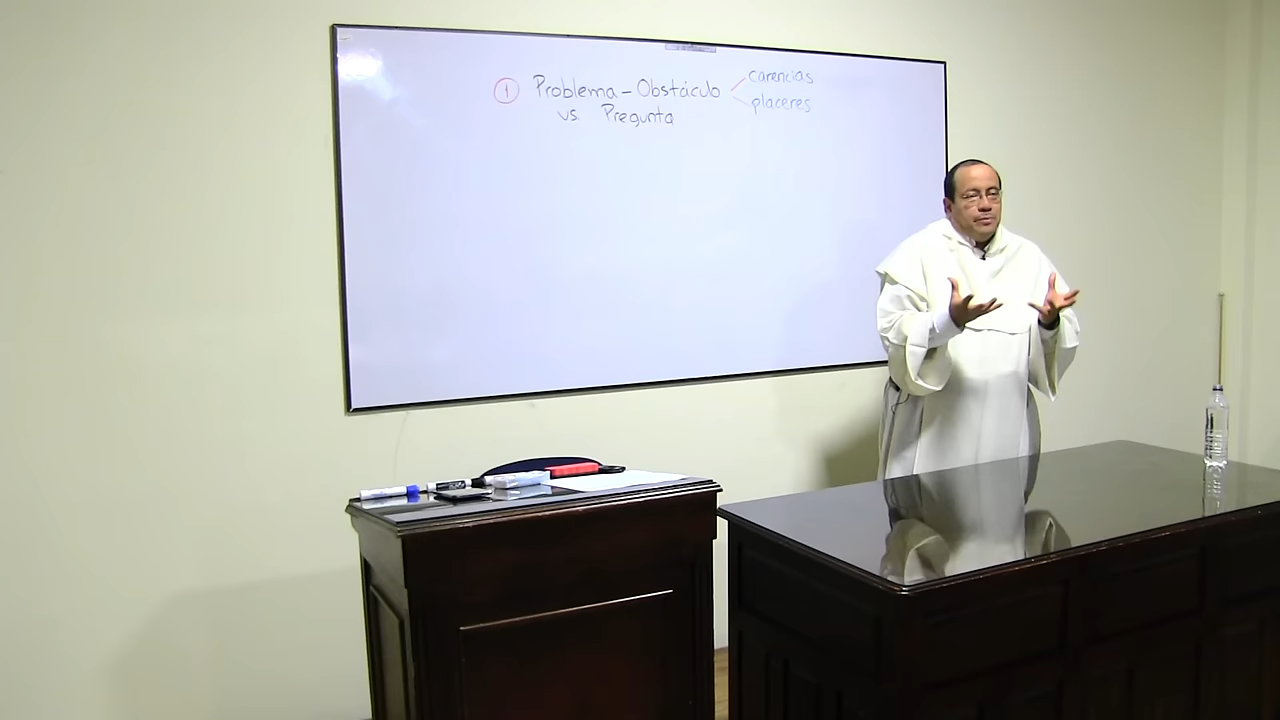 ① Problema - Obstáculo carencias
placeres
vs. Pregunta